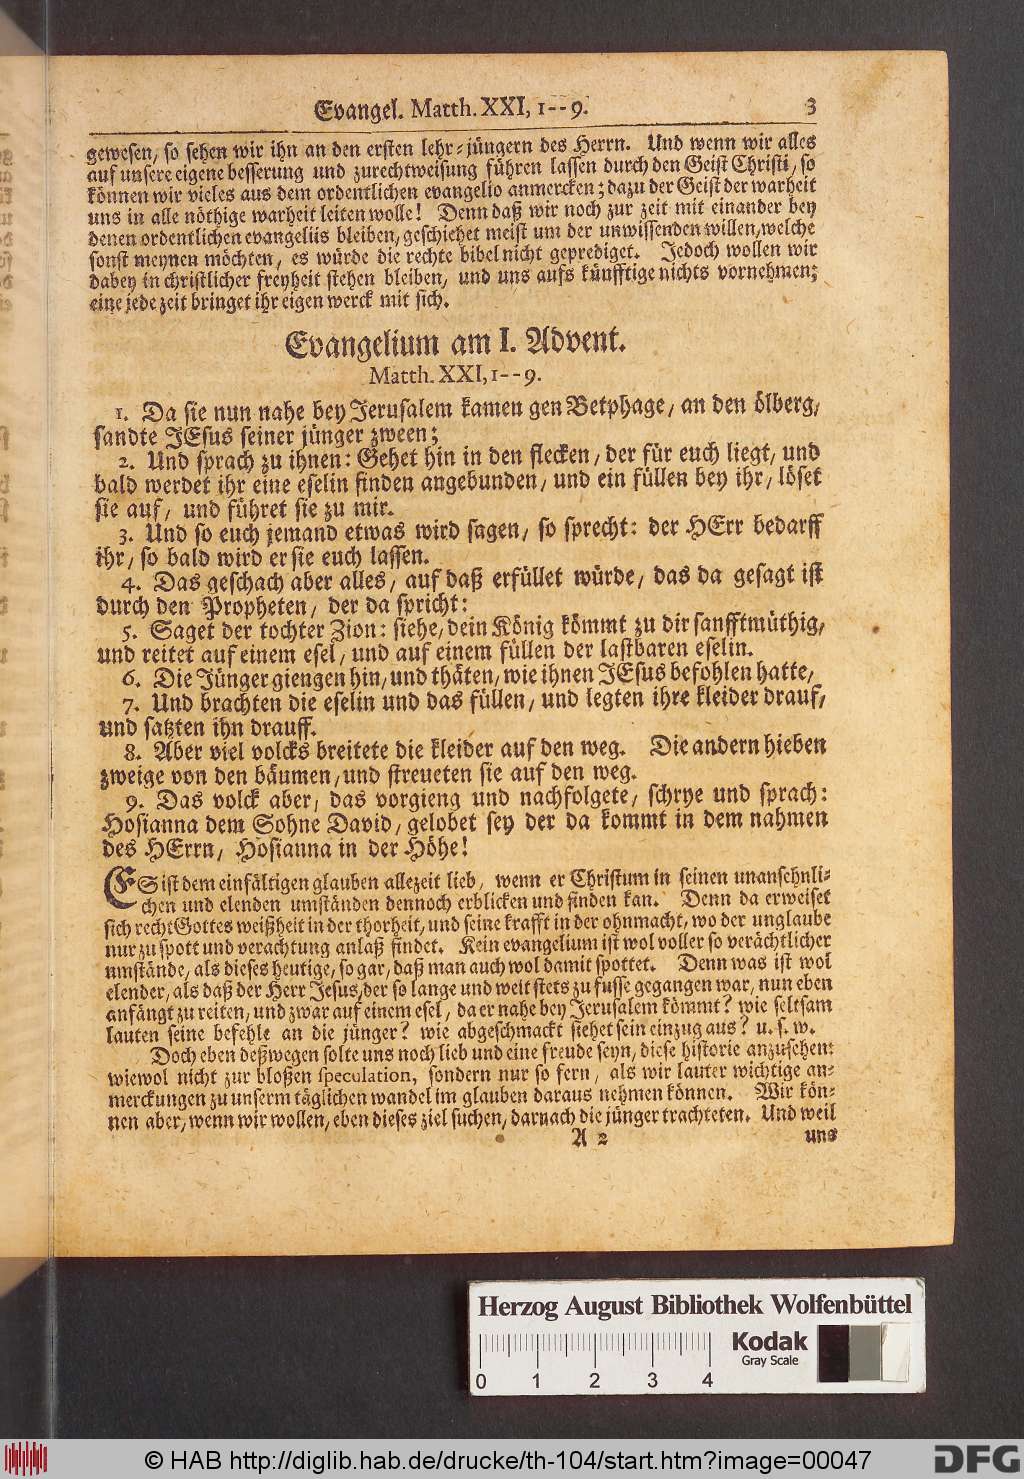 Evangel. Matth. XXI, 1--9. 3
gewesen, so sehen wir ihn an den ersten lehr-jüngern des Herrn. Und wenn wir alles
auf unsere eigene besserung und zurechtweisung führen lassen durch den Geist Christi, so
können wir vieles aus dem ordentlichen evangelio anmercken; dazu der Geist der warheit
uns in alle nöthige warheit leiten wolle! Denn daß wir noch zur zeit mit einander bey
denen ordentlichen evangeliis bleiben, geschiehet meist um der unwissenden willen, welche
sonst meynen möchten, es würde die rechte bibel nicht geprediget. Jedoch wollen wir
dabey in christlicher freyheit stehen bleiben, und uns aufs künfftige nichts vornehmen;
eine jede zeit bringet ihr eigen werck mit sich.
Evangelium am I. Advent.
Matth. XXI, 1--9.
1. Da sie nun nahe bey Jerusalem kamen gen Betphage, an den ölberg,
sandte JEsus seiner jünger zween;
2. Und sprach zu ihnen: Gehet hin in den flecken, der für euch liegt, und
bald werdet ihr eine eselin finden angebunden, und ein füllen bey ihr, löset
sie auf, und führet sie zu mir.
3. Und so euch jemand etwas wird sagen, so sprecht: der HErr bedarff
ihr, so bald wird er sie euch lassen.
4. Das geschach aber alles, auf daß erfüllet würde, das da gesagt ist
durch den Propheten, der da spricht:
5. Saget der tochter Zion: siehe, dein König kömmt zu dir sanfftmüthig,
und reitet auf einem esel, und auf einem füllen der lastbaren eselin.
6. Die Jünger giengen hin, und thäten, wie ihnen JEsus befohlen hatte,
7. Und brachten die eselin und das füllen, und legten ihre kleider drauf,
und satzten ihn drauff.
8. Aber viel volcks breitete die kleider auf den weg. Die andern hieben
zweige von den bäumen, und streueten sie auf den weg.
9. Das volck aber, das vorgieng und nachfolgete, schrye und sprach:
Hosianna dem Sohne David, gelobet sey der da kommt in dem nahmen
des HErrn, Hosianna in der Höhe!
ES ist dem einfältigen glauben allezeit lieb, wenn er Christum in seinen unansehnli-
chen und elenden umständen dennoch erblicken und finden kan. Denn da erweiset
sich recht Gottes weißheit in der thorheit, und seine krafft in der ohnmacht, wo der unglaube
nur zu spott und verachtung anlaß findet. Kein evangelium ist wol voller so verächtlicher
umstände, als dieses heutige, so gar, daß man auch wol damit spottet. Denn was ist wol
elender, als daß der Herr Jesus, der so lange und weit stets zu fusse gegangen war, nun eben
anfängt zu reiten, und zwar auf einem esel, da er nahe bey Jerusalem kömmt? wie seltsam
lauten seine befehle an die jünger? wie abgeschmackt siehet sein einzug aus? u. s. w.
Doch eben deßwegen solte uns noch lieb und eine freude seyn, diese historie anzusehen:
wiewol nicht zur blossen speculation, sondern nur so fern, als wir lauter wichtige an-
merckungen zu unserm täglichen wandel im glauben daraus nehmen können. Wir kön-
nen aber, wenn wir wollen, eben dieses ziel suchen, darnach die jünger trachteten. Und weil
A 2 uns
Herzog August Bibliothek Wolfenbüttel
0 1 2 3 4
Kodak
Gray Scale
© HAB http://diglib.hab.de/drucke/th-104/start.htm?image=00047
DFG